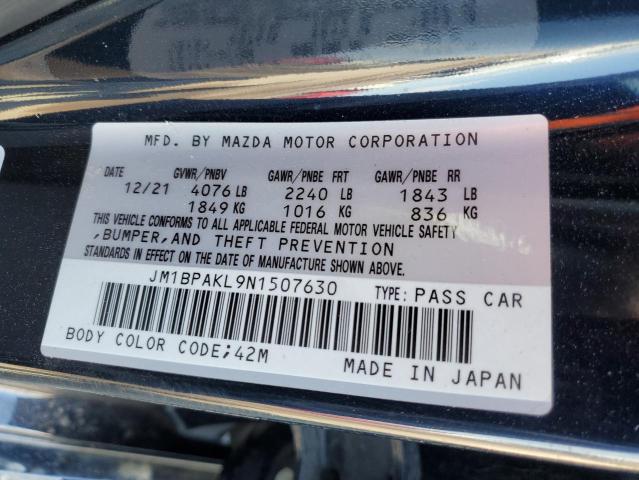 MFD. BY MAZDA MOTOR CORPORATION
DATE GVWR/PNBV GAWR/PNBE FRT GAWR/PNBE RR
12/21 4076 LB 2240 LB 1843 LB
1849 KG 1016 KG 836 KG
THIS VEHICLE CONFORMS TO ALL APPLICABLE FEDERAL MOTOR VEHICLE SAFETY
,BUMPER,AND THEFT PREVENTION
STANDARDS IN EFFECT ON THE DATE OF MANUFACTURE SHOWN ABOVE.
JM1BPAKL9N1507630 TYPE: PASS CAR
BODY COLOR CODE;42M MADE IN JAPAN